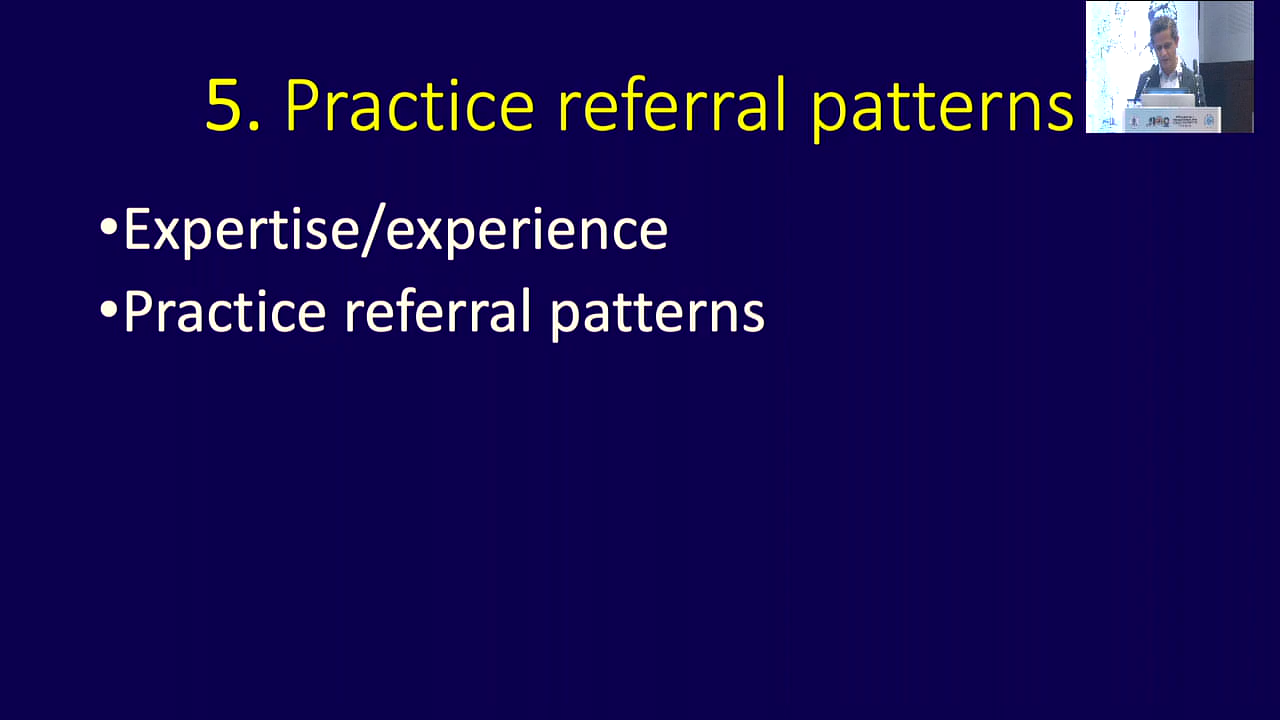 5. Practice referral patterns
•Expertise/experience
•Practice referral patterns